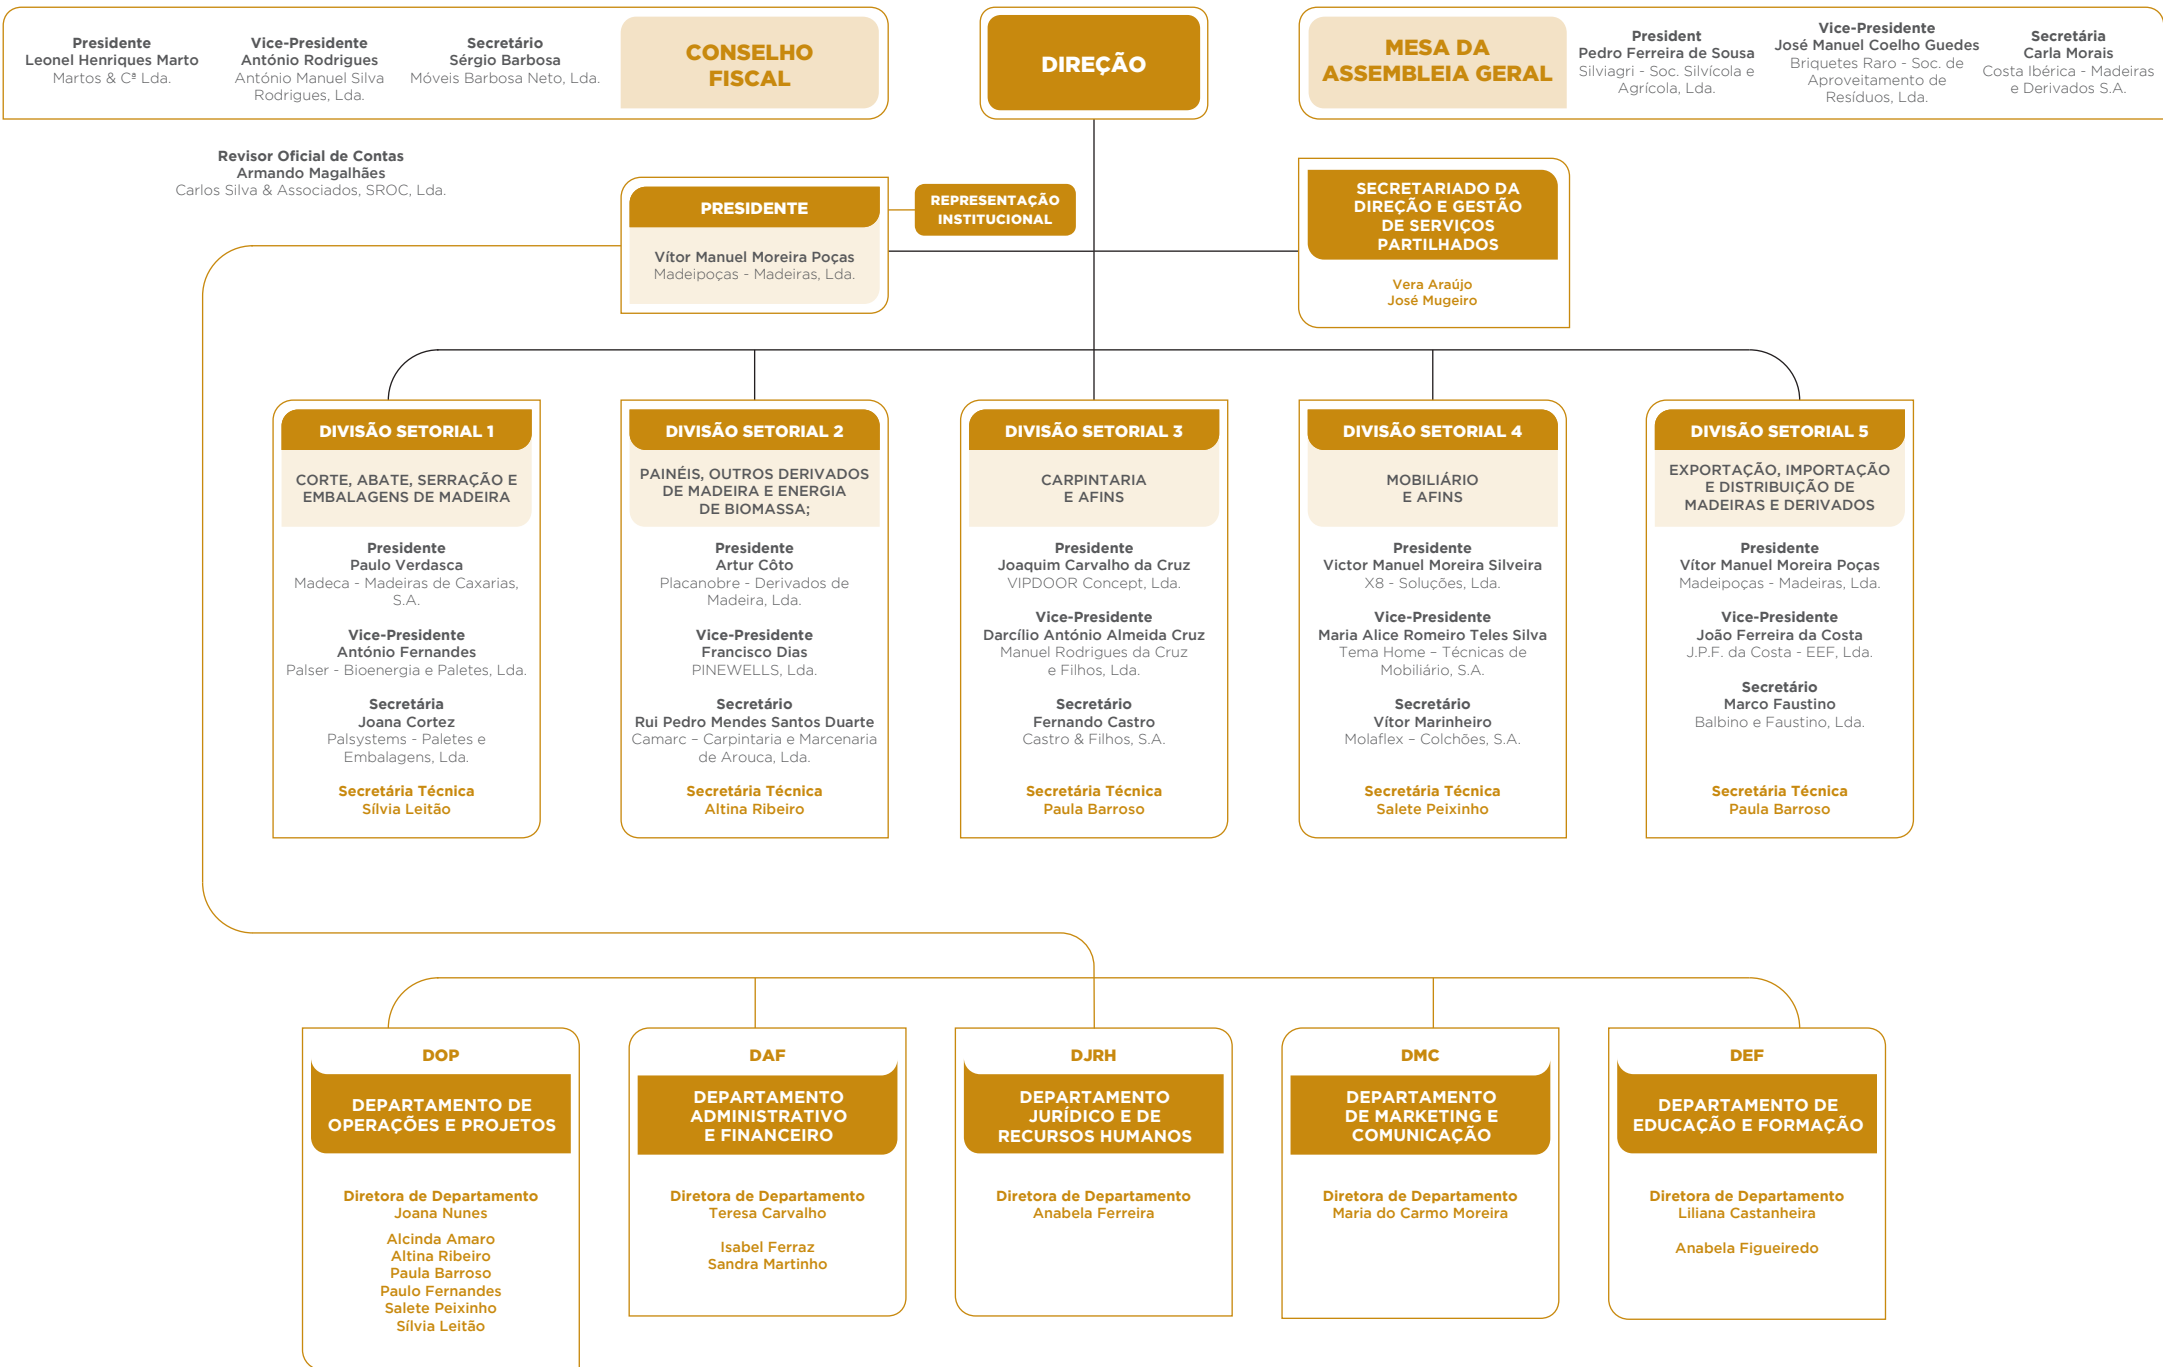 Presidente
Leonel Henriques Marto
Martos & Cª Lda.
Vice-Presidente
António Rodrigues
António Manuel Silva
Rodrigues, Lda.
Secretário
Sérgio Barbosa
Móveis Barbosa Neto, Lda.
CONSELHO
FISCAL
DIREÇÃO
MESA DA
ASSEMBLEIA GERAL
President
Pedro Ferreira de Sousa
Silviagri - Soc. Silvícola e
Agrícola, Lda.
Vice-Presidente
José Manuel Coelho Guedes
Briquetes Raro - Soc. de
Aproveitamento de
Resíduos, Lda.
Secretária
Carla Morais
Costa Ibérica - Madeiras
e Derivados S.A.
Revisor Oficial de Contas
Armando Magalhães
Carlos Silva & Associados, SROC, Lda.
PRESIDENTE
Vítor Manuel Moreira Poças
Madeipoças - Madeiras, Lda.
REPRESENTAÇÃO
INSTITUCIONAL
SECRETARIADO DA
DIREÇÃO E GESTÃO
DE SERVIÇOS
PARTILHADOS
Vera Araújo
José Mugeiro
DIVISÃO SETORIAL 1
CORTE, ABATE, SERRAÇÃO E
EMBALAGENS DE MADEIRA
Presidente
Paulo Verdasca
Madeca - Madeiras de Caxarias,
S.A.
Vice-Presidente
António Fernandes
Palser - Bioenergia e Paletes, Lda.
Secretária
Joana Cortez
Palsystems - Paletes e
Embalagens, Lda.
Secretária Técnica
Sílvia Leitão
DIVISÃO SETORIAL 2
PAINÉIS, OUTROS DERIVADOS
DE MADEIRA E ENERGIA
DE BIOMASSA;
Presidente
Artur Côto
Placanobre - Derivados de
Madeira, Lda.
Vice-Presidente
Francisco Dias
PINEWELLS, Lda.
Secretário
Rui Pedro Mendes Santos Duarte
Camarc – Carpintaria e Marcenaria
de Arouca, Lda.
Secretária Técnica
Altina Ribeiro
DIVISÃO SETORIAL 3
CARPINTARIA
E AFINS
Presidente
Joaquim Carvalho da Cruz
VIPDOOR Concept, Lda.
Vice-Presidente
Darcílio António Almeida Cruz
Manuel Rodrigues da Cruz
e Filhos, Lda.
Secretário
Fernando Castro
Castro & Filhos, S.A.
Secretária Técnica
Paula Barroso
DIVISÃO SETORIAL 4
MOBILIÁRIO
E AFINS
Presidente
Victor Manuel Moreira Silveira
X8 - Soluções, Lda.
Vice-Presidente
Maria Alice Romeiro Teles Silva
Tema Home – Técnicas de
Mobiliário, S.A.
Secretário
Vítor Marinheiro
Molaflex – Colchões, S.A.
Secretária Técnica
Salete Peixinho
DIVISÃO SETORIAL 5
EXPORTAÇÃO, IMPORTAÇÃO
E DISTRIBUIÇÃO DE
MADEIRAS E DERIVADOS
Presidente
Vítor Manuel Moreira Poças
Madeipoças - Madeiras, Lda.
Vice-Presidente
João Ferreira da Costa
J.P.F. da Costa - EEF, Lda.
Secretário
Marco Faustino
Balbino e Faustino, Lda.
Secretária Técnica
Paula Barroso
DOP
DEPARTAMENTO DE
OPERAÇÕES E PROJETOS
Diretora de Departamento
Joana Nunes
Alcinda Amaro
Altina Ribeiro
Paula Barroso
Paulo Fernandes
Salete Peixinho
Sílvia Leitão
DAF
DEPARTAMENTO
ADMINISTRATIVO
E FINANCEIRO
Diretora de Departamento
Teresa Carvalho
Isabel Ferraz
Sandra Martinho
DJRH
DEPARTAMENTO
JURÍDICO E DE
RECURSOS HUMANOS
Diretora de Departamento
Anabela Ferreira
DMC
DEPARTAMENTO
DE MARKETING E
COMUNICAÇÃO
Diretora de Departamento
Maria do Carmo Moreira
DEF
DEPARTAMENTO DE
EDUCAÇÃO E FORMAÇÃO
Diretora de Departamento
Liliana Castanheira
Anabela Figueiredo